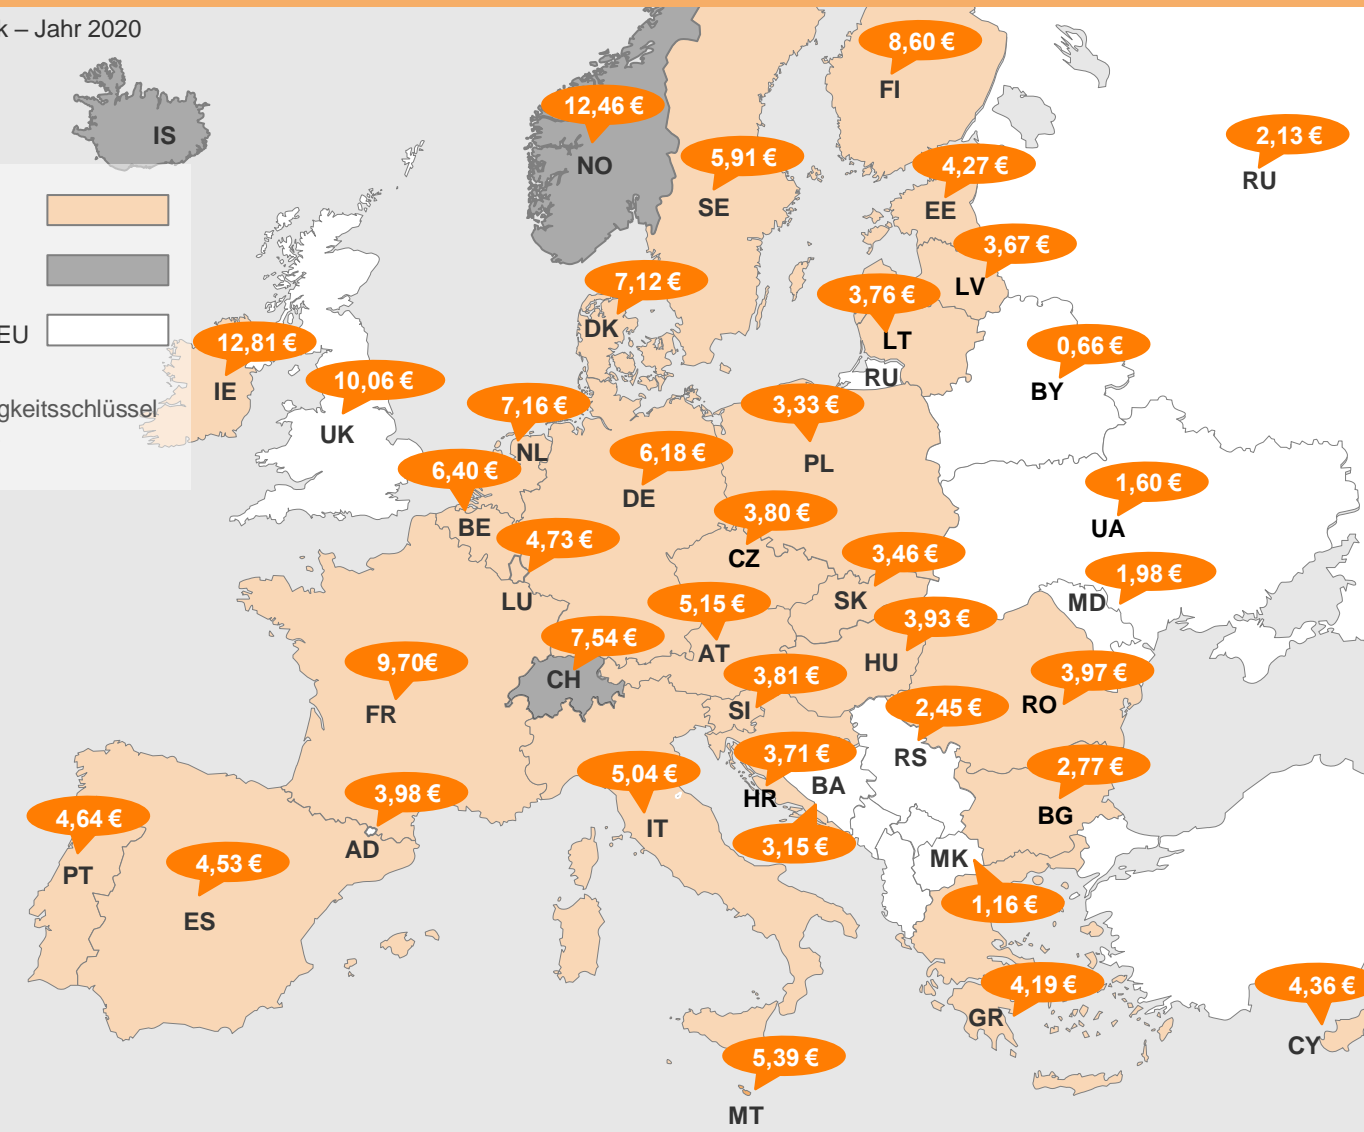 – Jahr 2020
8,60 €
FI
12,46 €
NO
IS
2,13 €
RU
5,91 €
SE
4,27 €
EE
3,67 €
LV
7,12 €
DK
3,76 €
LT
RU
EU
12,81 €
IE
0,66 €
BY
10,06 €
UK
7,16 €
NL
3,33 €
PL
6,40 €
BE
6,18 €
DE
1,60 €
UA
3,80 €
CZ
4,73 €
LU
3,46 €
SK
1,98 €
MD
5,15 €
AT
3,93 €
HU
7,54 €
CH
9,70€
FR
3,81 €
SI
3,97 €
RO
2,45 €
RS
3,71 €
HR
BA
3,15 €
2,77 €
BG
5,04 €
IT
3,98 €
AD
4,64 €
PT
4,53 €
ES
MK
1,16 €
4,19 €
GR
4,36 €
CY
5,39 €
MT